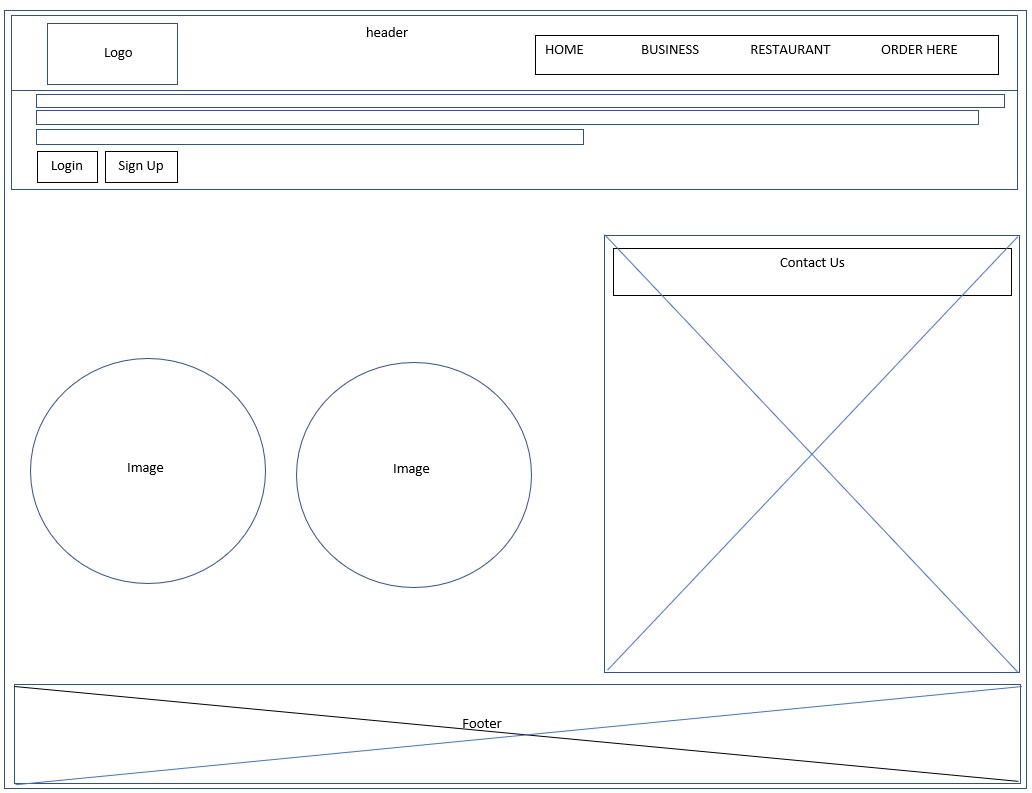 header
Logo
HOME BUSINESS RESTAURANT ORDER HERE
Login Sign Up
Contact Us
Image Image
Footer